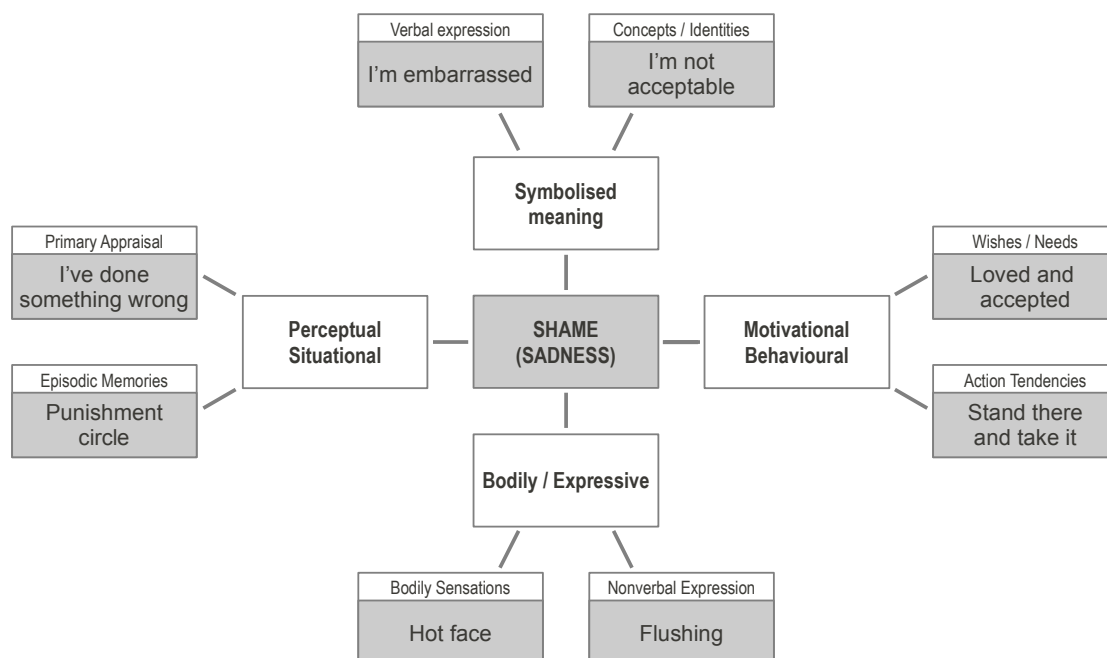 Verbal expression
I'm embarrassed
Concepts / Identities
I'm not
acceptable
Symbolised
meaning
Primary Appraisal
I've done
something wrong
Wishes / Needs
Loved and
accepted
Perceptual
Situational
SHAME
(SADNESS)
Motivational
Behavioural
Episodic Memories
Punishment
circle
Action Tendencies
Stand there
and take it
Bodily / Expressive
Bodily Sensations
Hot face
Nonverbal Expression
Flushing